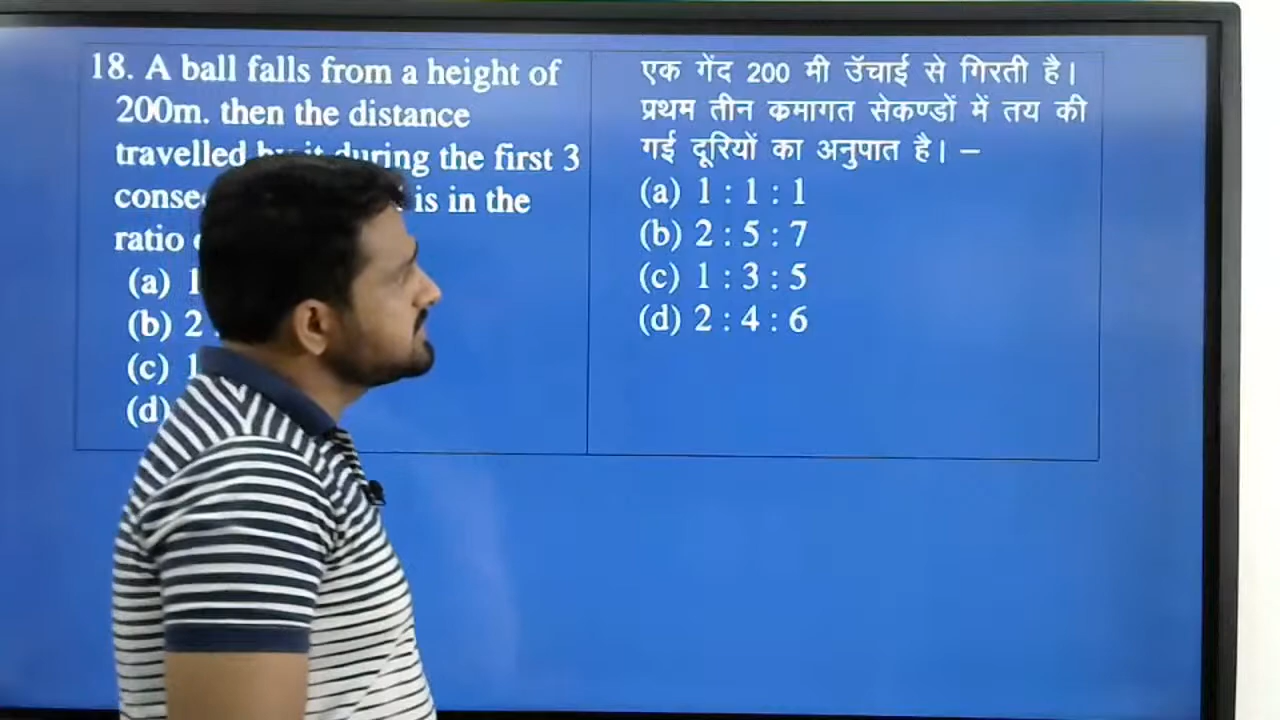 18. A ball falls from a height of
200m. then the distance
travelled by it during the first 3
is in the
ratio
(a) 1
(b) 2
(c) 1
(d)
एक गेंद 200 मी उॅचाई से गिरती है।
प्रथम तीन कमागत सेकण्डों में तय की
गई दूरियों का अनुपात है। –
(a) 1 : 1 : 1
(b) 2 : 5 : 7
(c) 1 : 3 : 5
(d) 2 : 4 : 6